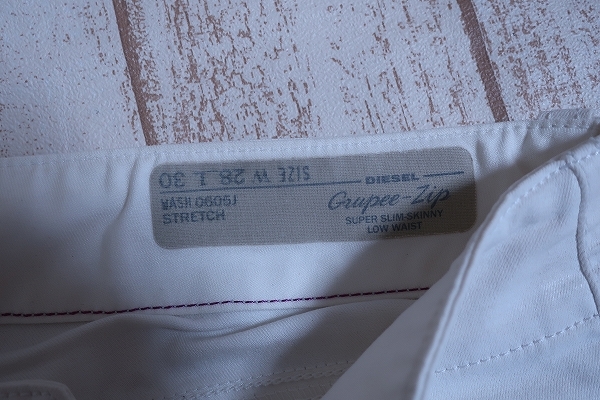 SIZE W 28 L 30
WASH 0605J
STRETCH
DIESEL
Grupee-Zip
SUPER SLIM-SKINNY
LOW WAIST